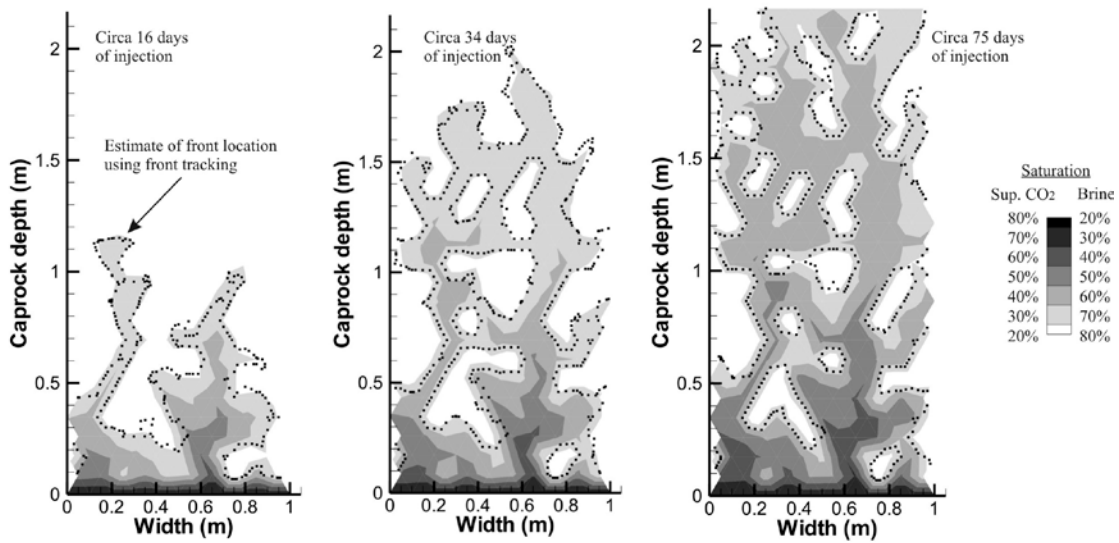 Circa 16 days
of injection
Estimate of front location
using front tracking
Caprock depth (m)
2
1.5
1
0.5
0
0 0.2 0.4 0.6 0.8 1
Width (m)
Circa 34 days
of injection
Caprock depth (m)
2
1.5
1
0.5
0
0 0.2 0.4 0.6 0.8 1
Width (m)
Circa 75 days
of injection
Caprock depth (m)
2
1.5
1
0.5
0
0 0.2 0.4 0.6 0.8 1
Width (m)
Saturation
Sup. CO2 Brine
80% 20%
70% 30%
60% 40%
50% 50%
40% 60%
30% 70%
20% 80%